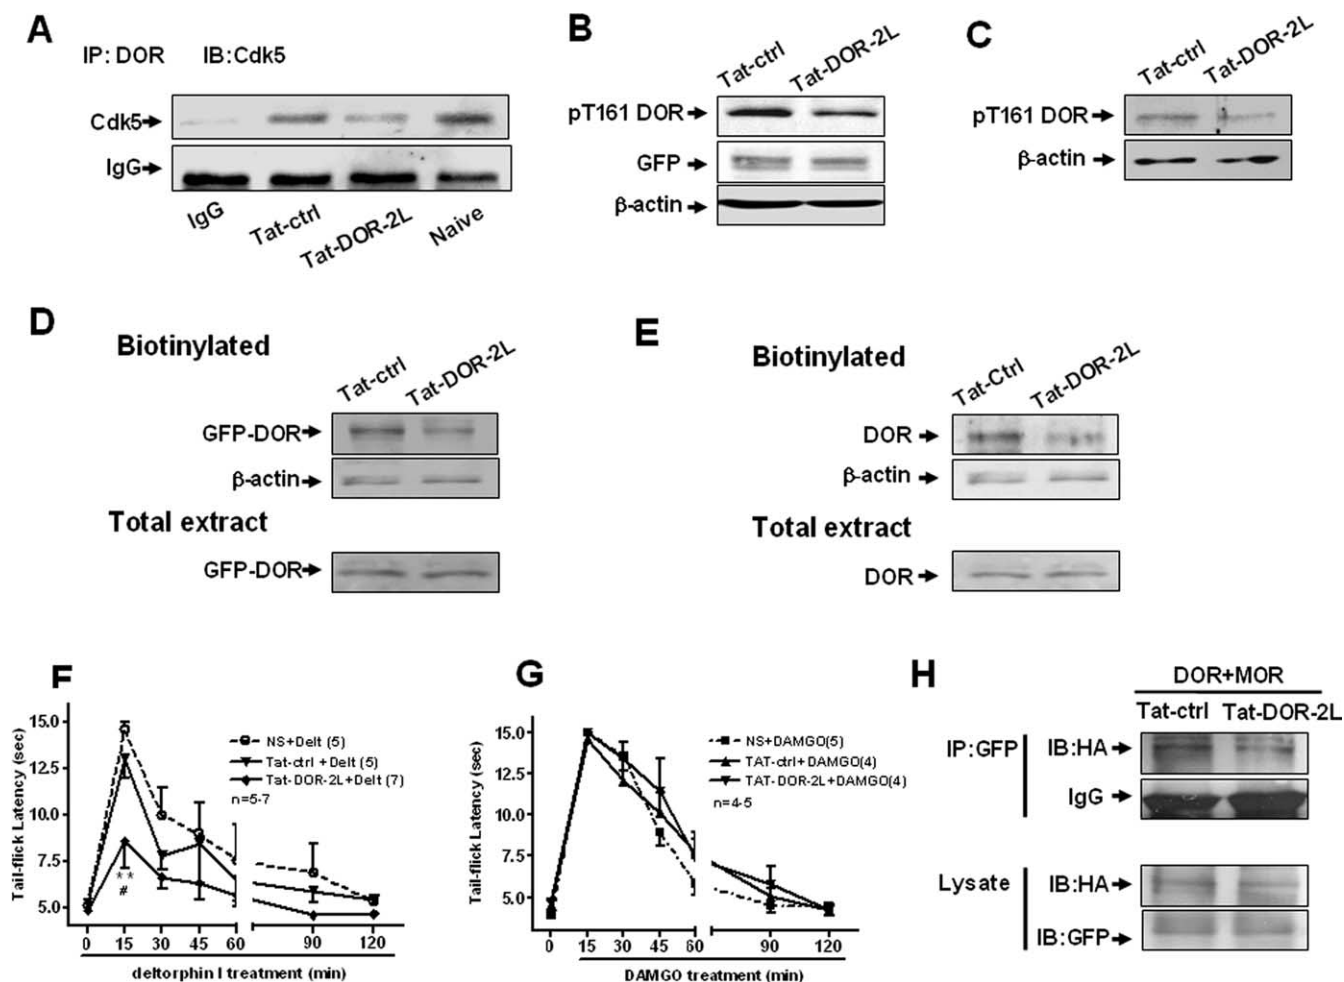 A
IP: DOR IB:Cdk5
Cdk5
IgG
IgG Tat-ctrl Tat-DOR-2L Naive
B
Tat-ctrl Tat-DOR-2L
pT161 DOR
GFP
β-actin
C
Tat-ctrl Tat-DOR-2L
pT161 DOR
β-actin
D
Biotinylated
Tat-ctrl Tat-DOR-2L
GFP-DOR
β-actin
Total extract
GFP-DOR
E
Biotinylated
Tat-Ctrl Tat-DOR-2L
DOR
β-actin
Total extract
DOR
F
Tail-flick Latency (sec)
15.0
12.5
10.0
7.5
5.0
NS+Delt (5)
Tat-ctrl + Delt (5)
Tat-DOR-2L+Delt (7)
n=5-7
**
#
0 15 30 45 60 90 120
deltorphin I treatment (min)
G
Tail-flick Latency (sec)
15.0
12.5
10.0
7.5
5.0
NS+DAMGO(5)
TAT-ctrl+DAMGO(4)
TAT-DOR-2L+DAMGO(4)
n=4-5
0 15 30 45 60 90 120
DAMGO treatment (min)
H
DOR+MOR
Tat-ctrl Tat-DOR-2L
IP:GFP
IB:HA
IgG
Lysate
IB:HA
IB:GFP